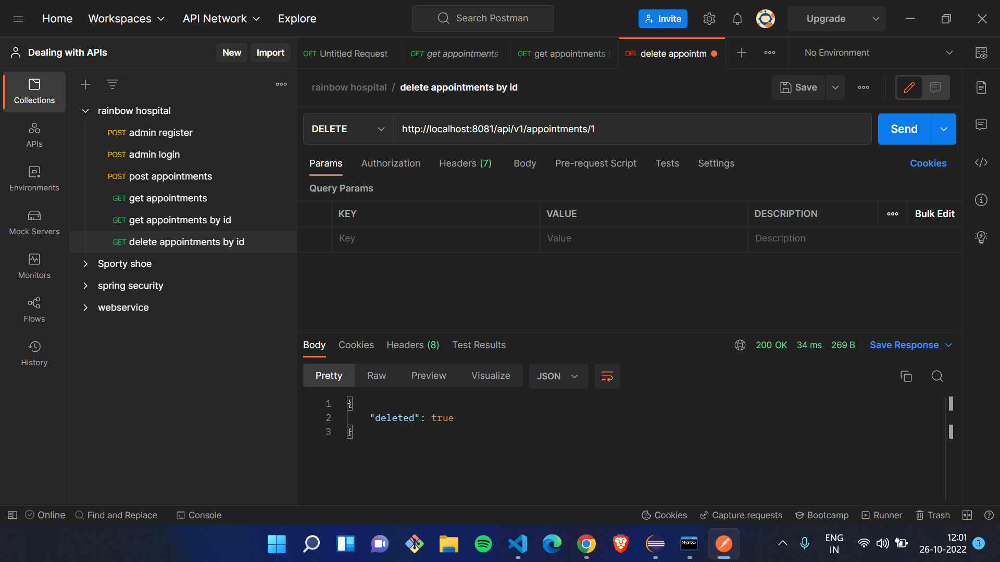 Home Workspaces API Network Explore Search Postman Invite Upgrade
Dealing with APIs New Import
GET Untitled Request GET get appointments GET get appointments DEL delete appointm No Environment
rainbow hospital / delete appointments by id Save
Collections
APIs
Environments
Mock Servers
Monitors
Flows
History
rainbow hospital
POST admin register
POST admin login
POST post appointments
GET get appointments
GET get appointments by id
GET delete appointments by id
Sporty shoe
spring security
webservice
DELETE http://localhost:8081/api/v1/appointments/1 Send
Params Authorization Headers (7) Body Pre-request Script Tests Settings Cookies
Query Params
KEY VALUE DESCRIPTION Bulk Edit
Key Value Description
Body Cookies Headers (8) Test Results 200 OK 34 ms 269 B Save Response
Pretty Raw Preview Visualize JSON
1 {
2 "deleted": true
3 }
Online Find and Replace Console Cookies Capture requests Bootcamp Runner Trash
MySQL>
ENG
IN
12:01
26-10-2022
3